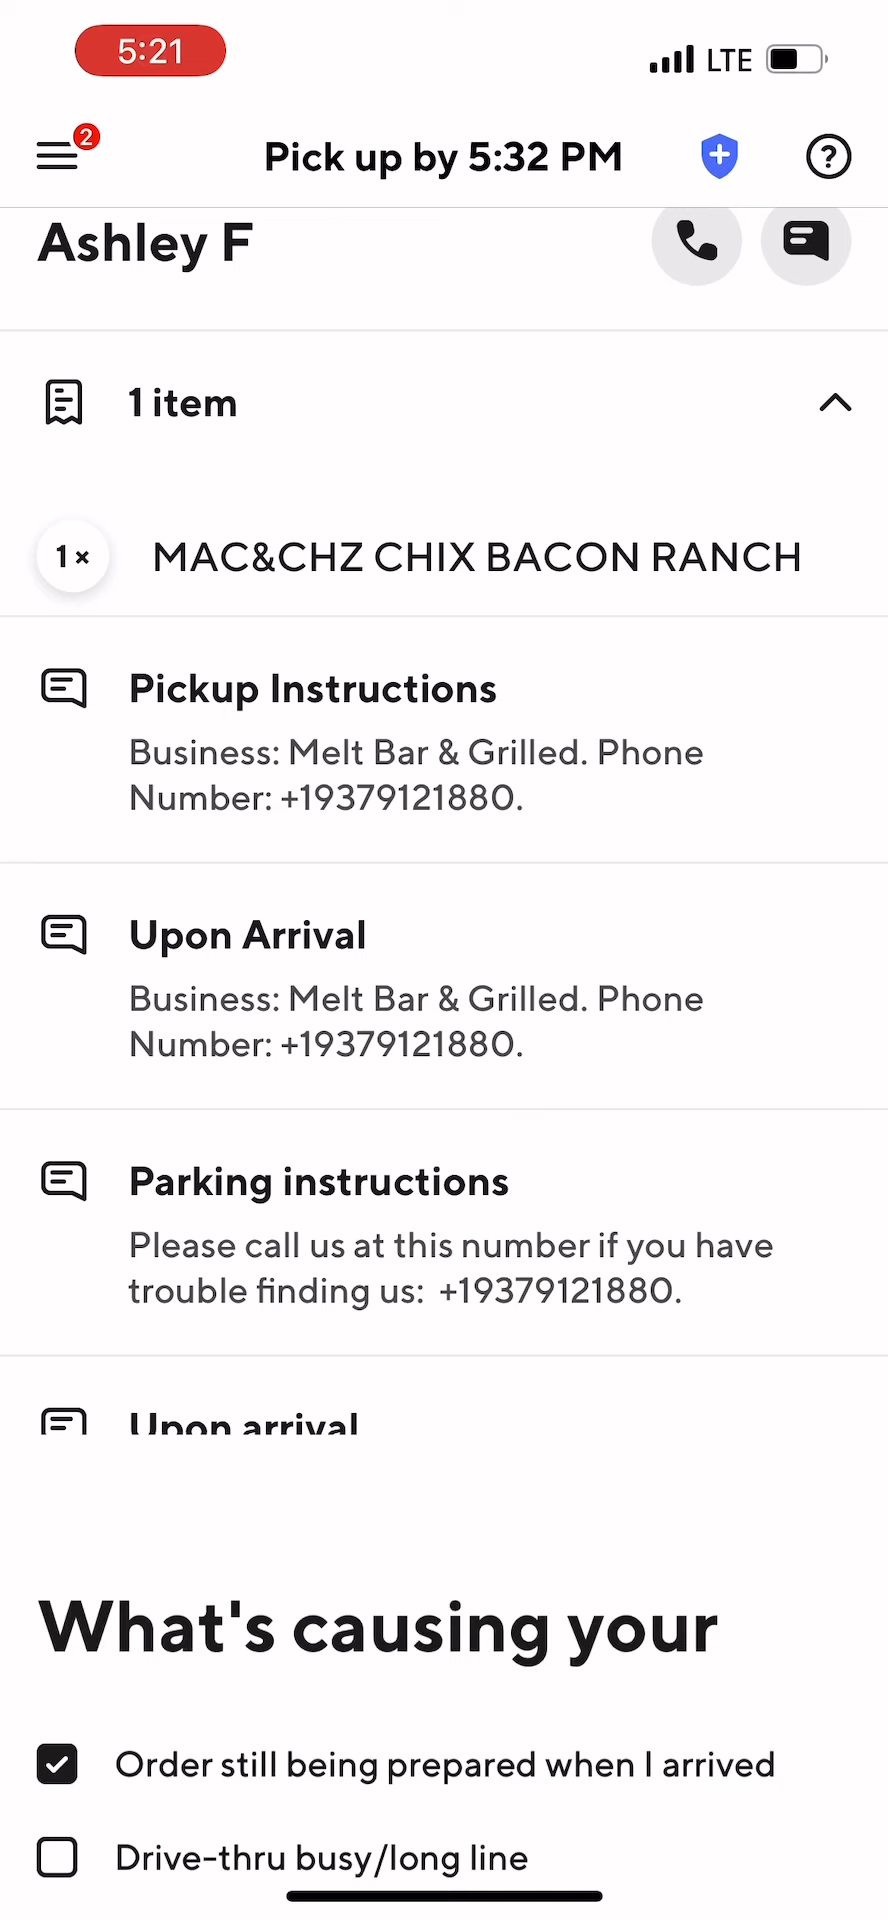 5:21
LTE
2
Pick up by 5:32 PM
Ashley F
1 item
1 × MAC&CHZ CHIX BACON RANCH
Pickup Instructions
Business: Melt Bar & Grilled. Phone
Number: +19379121880.
Upon Arrival
Business: Melt Bar & Grilled. Phone
Number: +19379121880.
Parking instructions
Please call us at this number if you have
trouble finding us: +19379121880.
Upon arrival
What's causing your
Order still being prepared when I arrived
Drive-thru busy/long line